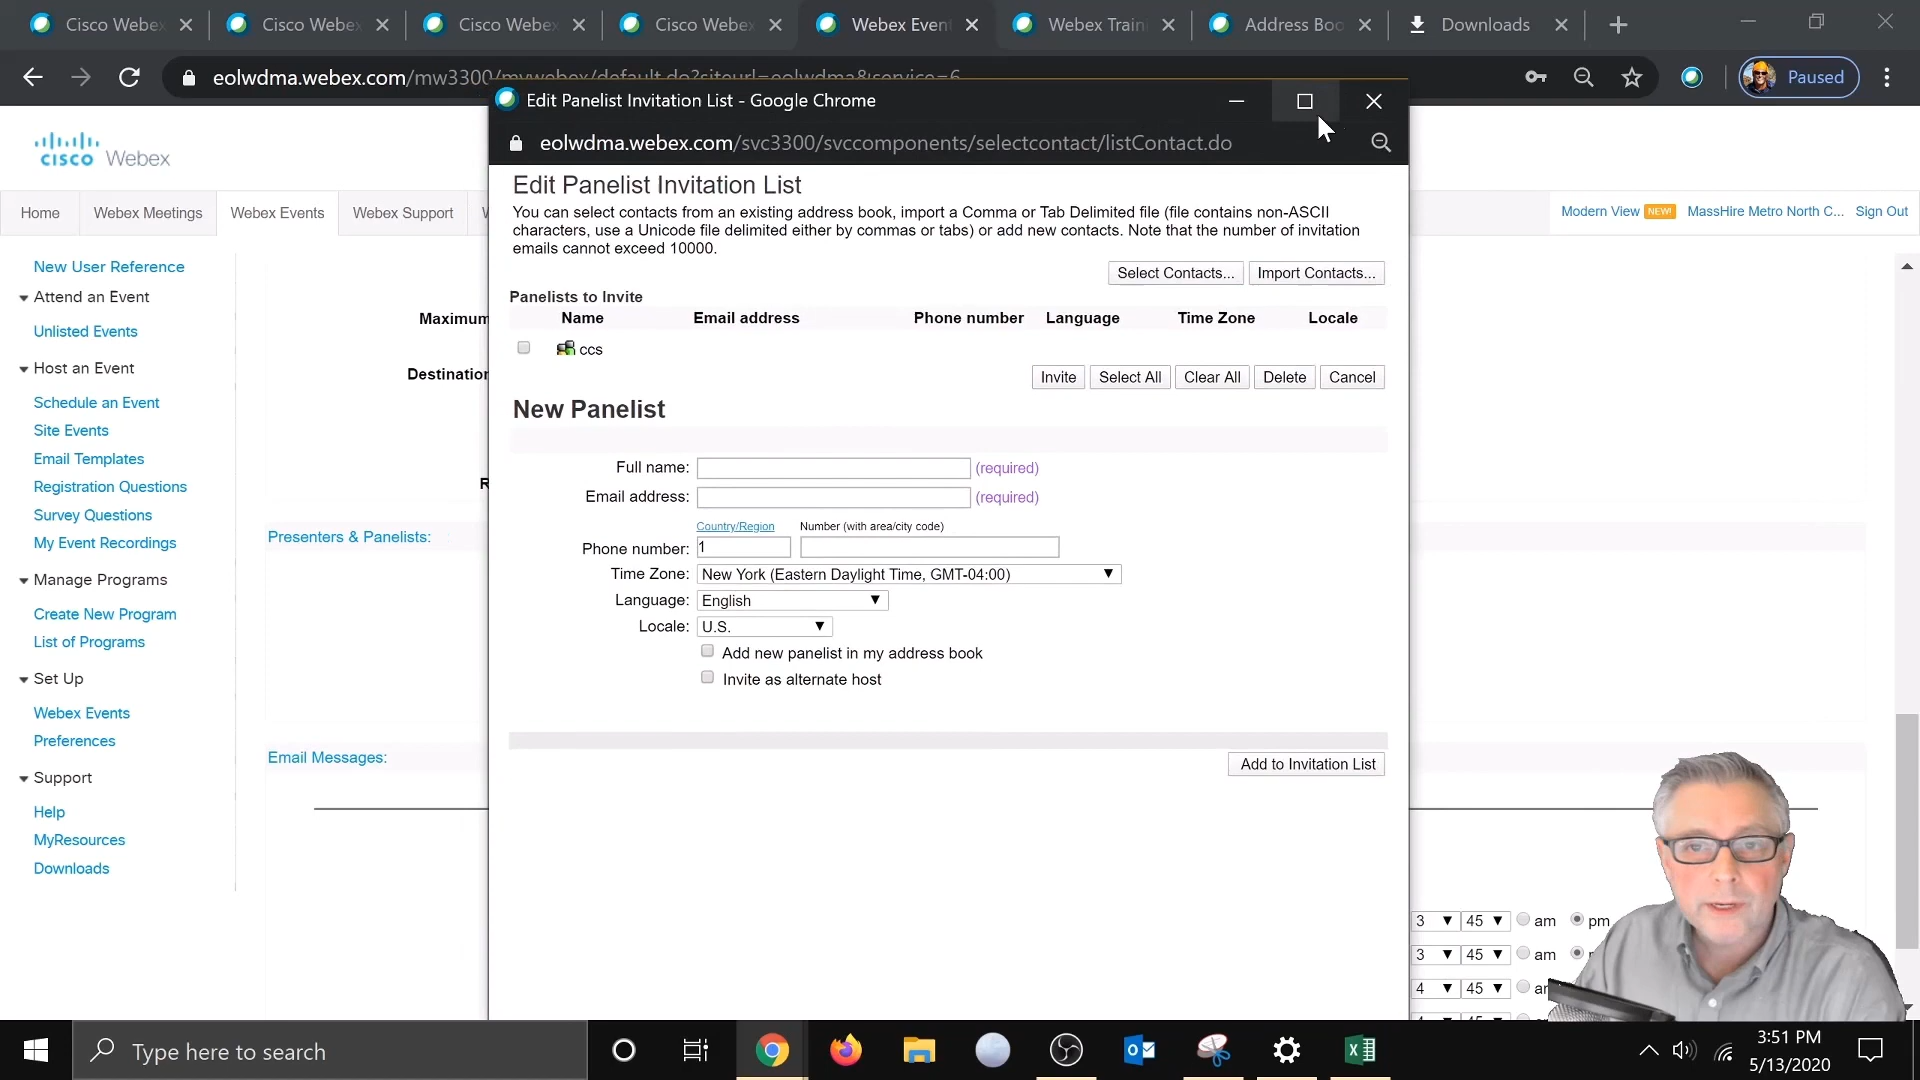 Cisco Webex
Cisco Webex
Cisco Webex
Cisco Webex
Webex Even
Webex Train
Address Boo
Downloads
eolwdma.webex.com/mw3300/mywebex/default.do?siteurl=eolwdma&service=6
Paused
Edit Panelist Invitation List - Google Chrome
eolwdma.webex.com/svc3300/svccomponents/selectcontact/listContact.do
cisco Webex
Home
Webex Meetings
Webex Events
Webex Support
Modern View NEW!
MassHire Metro North C...
Sign Out
New User Reference
Attend an Event
Unlisted Events
Host an Event
Schedule an Event
Site Events
Email Templates
Registration Questions
Survey Questions
My Event Recordings
Manage Programs
Create New Program
List of Programs
Set Up
Webex Events
Preferences
Support
Help
MyResources
Downloads
Maximum
Destination
R
Presenters & Panelists:
Email Messages:
Edit Panelist Invitation List
You can select contacts from an existing address book, import a Comma or Tab Delimited file (file contains non-ASCII
characters, use a Unicode file delimited either by commas or tabs) or add new contacts. Note that the number of invitation
emails cannot exceed 10000.
Select Contacts... Import Contacts...
Panelists to Invite
Name Email address Phone number Language Time Zone Locale
ccs
Invite Select All Clear All Delete Cancel
New Panelist
Full name: (required)
Email address: (required)
Country/Region Number (with area/city code)
Phone number: 1
Time Zone: New York (Eastern Daylight Time, GMT-04:00)
Language: English
Locale: U.S.
Add new panelist in my address book
Invite as alternate host
Add to Invitation List
3 45 am pm
3 45 am
4 45
Type here to search
3:51 PM
5/13/2020